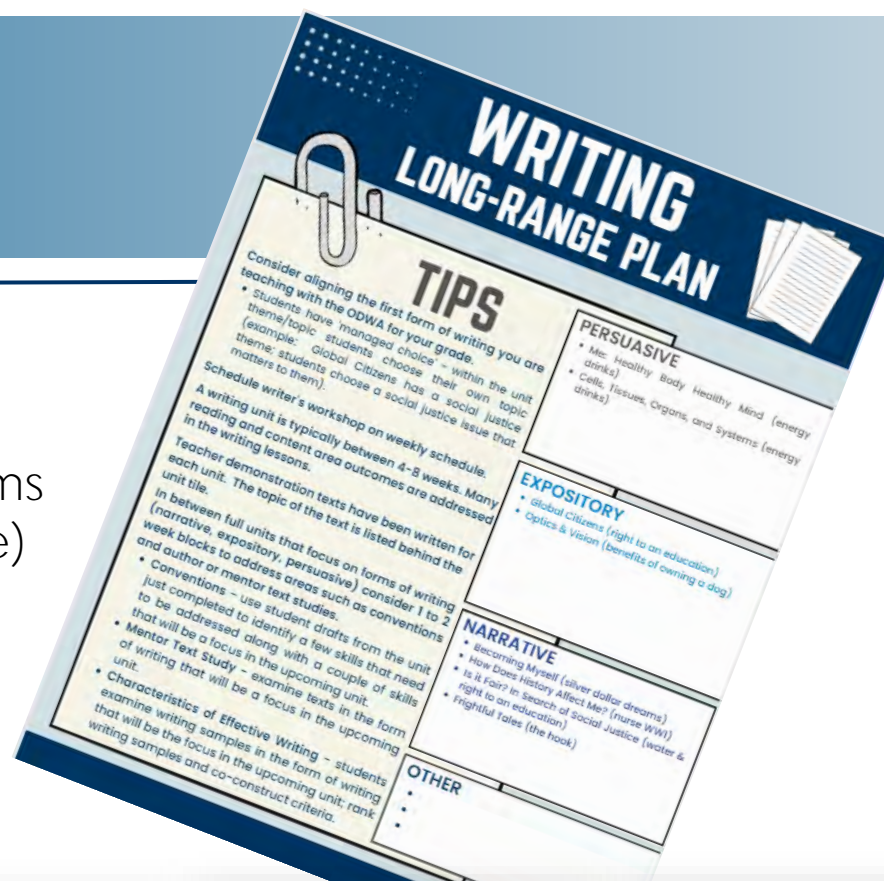 ms
e)
WRITING
LONG-RANGE PLAN
TIPS
Consider aligning the first form of writing you are
teaching with the ODWA for your grade.
• Students have 'managed choice' – within the unit
theme/topic students choose their own topic
(example: Global Citizens has a social justice
theme; students choose a social justice issue that
matters to them).
Schedule writer's workshop on weekly schedule.
A writing unit is typically between 4-8 weeks. Many
reading and content area outcomes are addressed
in the writing lessons.
Teacher demonstration texts have been written for
each unit. The topic of the text is listed behind the
unit tile.
In between full units that focus on forms of writing
(narrative, expository, persuasive) consider 1 to 2
week blocks to address areas such as conventions
and author or mentor text studies.
• Conventions – use student drafts from the unit
just completed to identify a few skills that need
to be addressed along with a couple of skills
that will be a focus in the upcoming unit.
• Mentor Text Study – examine texts in the form
of writing that will be a focus in the upcoming
unit.
• Characteristics of Effective Writing – students
examine writing samples in the form of writing
that will be the focus in the upcoming unit; rank
writing samples and co-construct criteria.
PERSUASIVE
• Me: Healthy Body Healthy Mind (energy
drinks)
• Cells, Tissues, Organs, and Systems (energy
drinks)
EXPOSITORY
• Global Citizens (right to an education)
• Optics & Vision (benefits of owning a dog)
NARRATIVE
• Becoming Myself (silver dollar dreams)
• How Does History Affect Me? (nurse WWI)
• Is it Fair? In Search of Social Justice (water &
right to an education)
• Frightful Tales (the hook)
OTHER
•
•
•